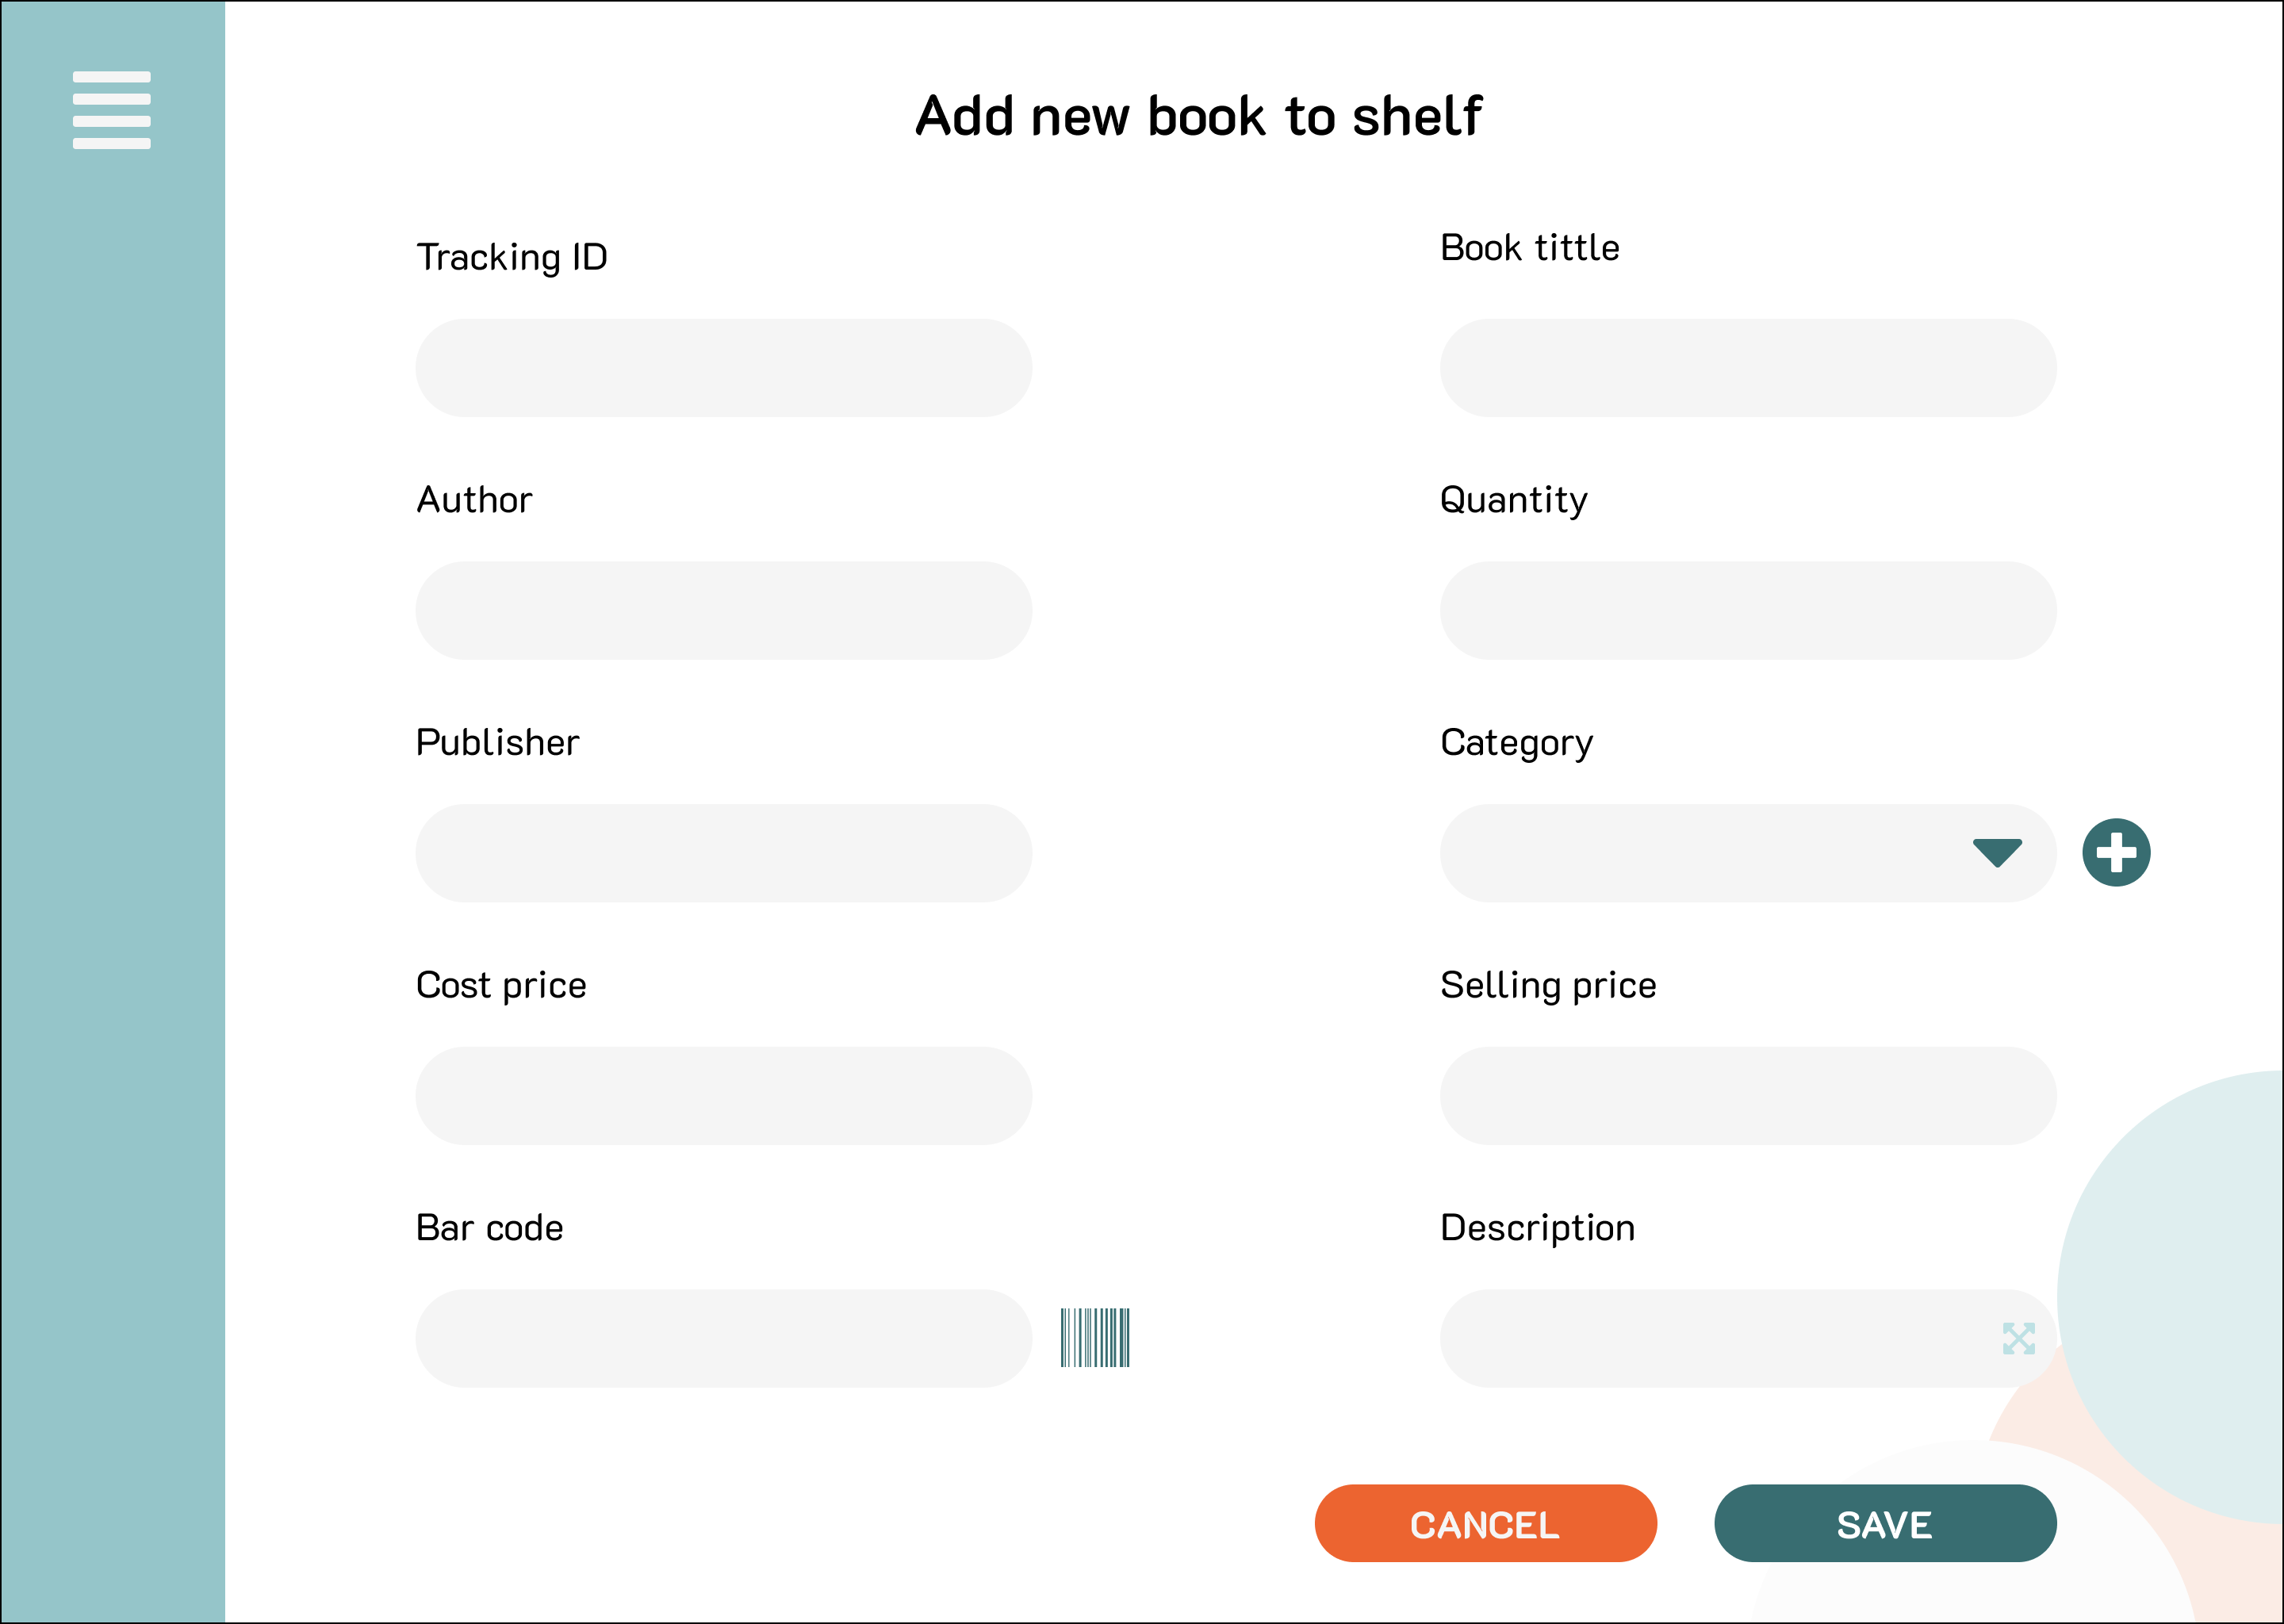 Add new book to shelf
Tracking ID
Book tittle
Author
Quantity
Publisher
Category
Cost price
Selling price
Bar code
Description
CANCEL
SAVE